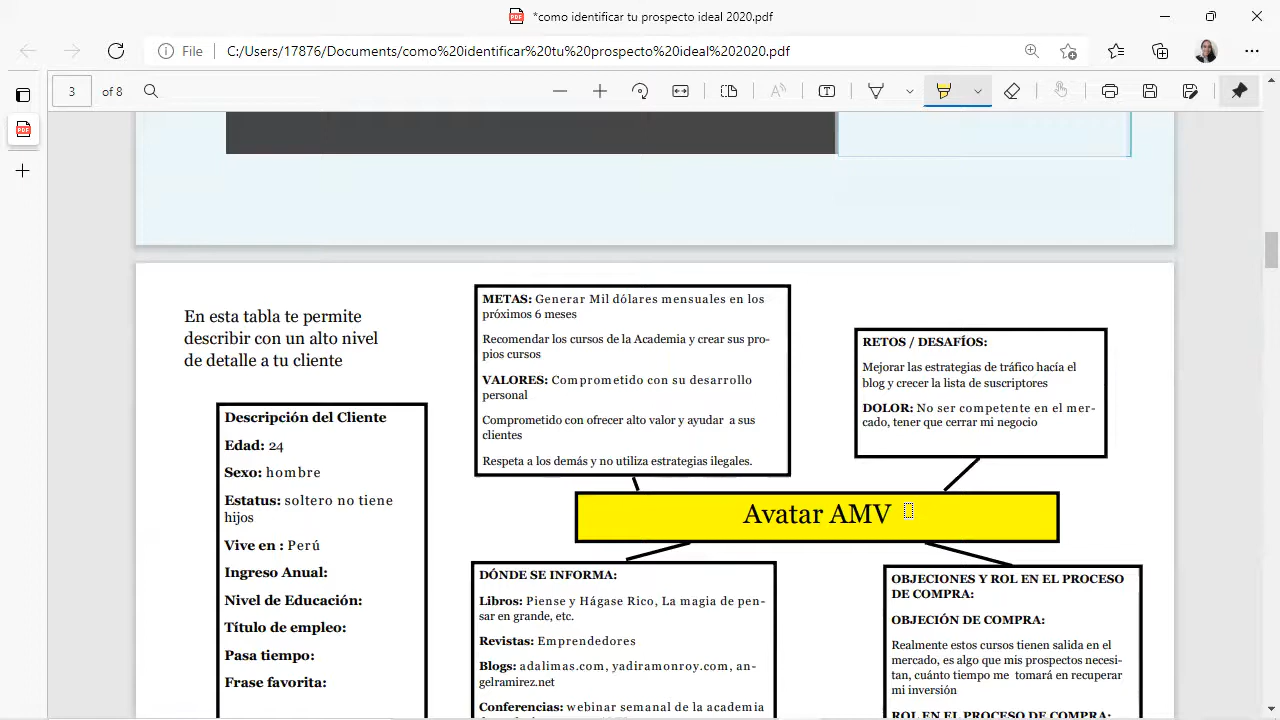 *como identificar tu prospecto ideal 2020.pdf
File
C:/Users/17876/Documents/como%20identificar%20tu%20prospecto%20ideal%202020.pdf
3 of 8
En esta tabla te permite
describir con un alto nivel
de detalle a tu cliente
Descripción del Cliente
Edad: 24
Sexo: hombre
Estatus: soltero no tiene
hijos
Vive en : Perú
Ingreso Anual:
Nivel de Educación:
Título de empleo:
Pasa tiempo:
Frase favorita:
METAS: Generar Mil dólares mensuales en los
próximos 6 meses
Recomendar los cursos de la Academia y crear sus pro-
pios cursos
VALORES: Comprometido con su desarrollo
personal
Comprometido con ofrecer alto valor y ayudar a sus
clientes
Respeta a los demás y no utiliza estrategias ilegales.
RETOS / DESAFÍOS:
Mejorar las estrategias de tráfico hacía el
blog y crecer la lista de suscriptores
DOLOR: No ser competente en el mer-
cado, tener que cerrar mi negocio
Avatar AMV
DÓNDE SE INFORMA:
Libros: Piense y Hágase Rico, La magia de pen-
sar en grande, etc.
Revistas: Emprendedores
Blogs: adalimas.com, yadiramonroy.com, an-
gelramirez.net
Conferencias: webinar semanal de la academia
OBJECIONES Y ROL EN EL PROCESO
DE COMPRA:
OBJECIÓN DE COMPRA:
Realmente estos cursos tienen salida en el
mercado, es algo que mis prospectos necesi-
tan, cuánto tiempo me tomará en recuperar
mi inversión
ROL EN EL PROCESO DE COMPRA: